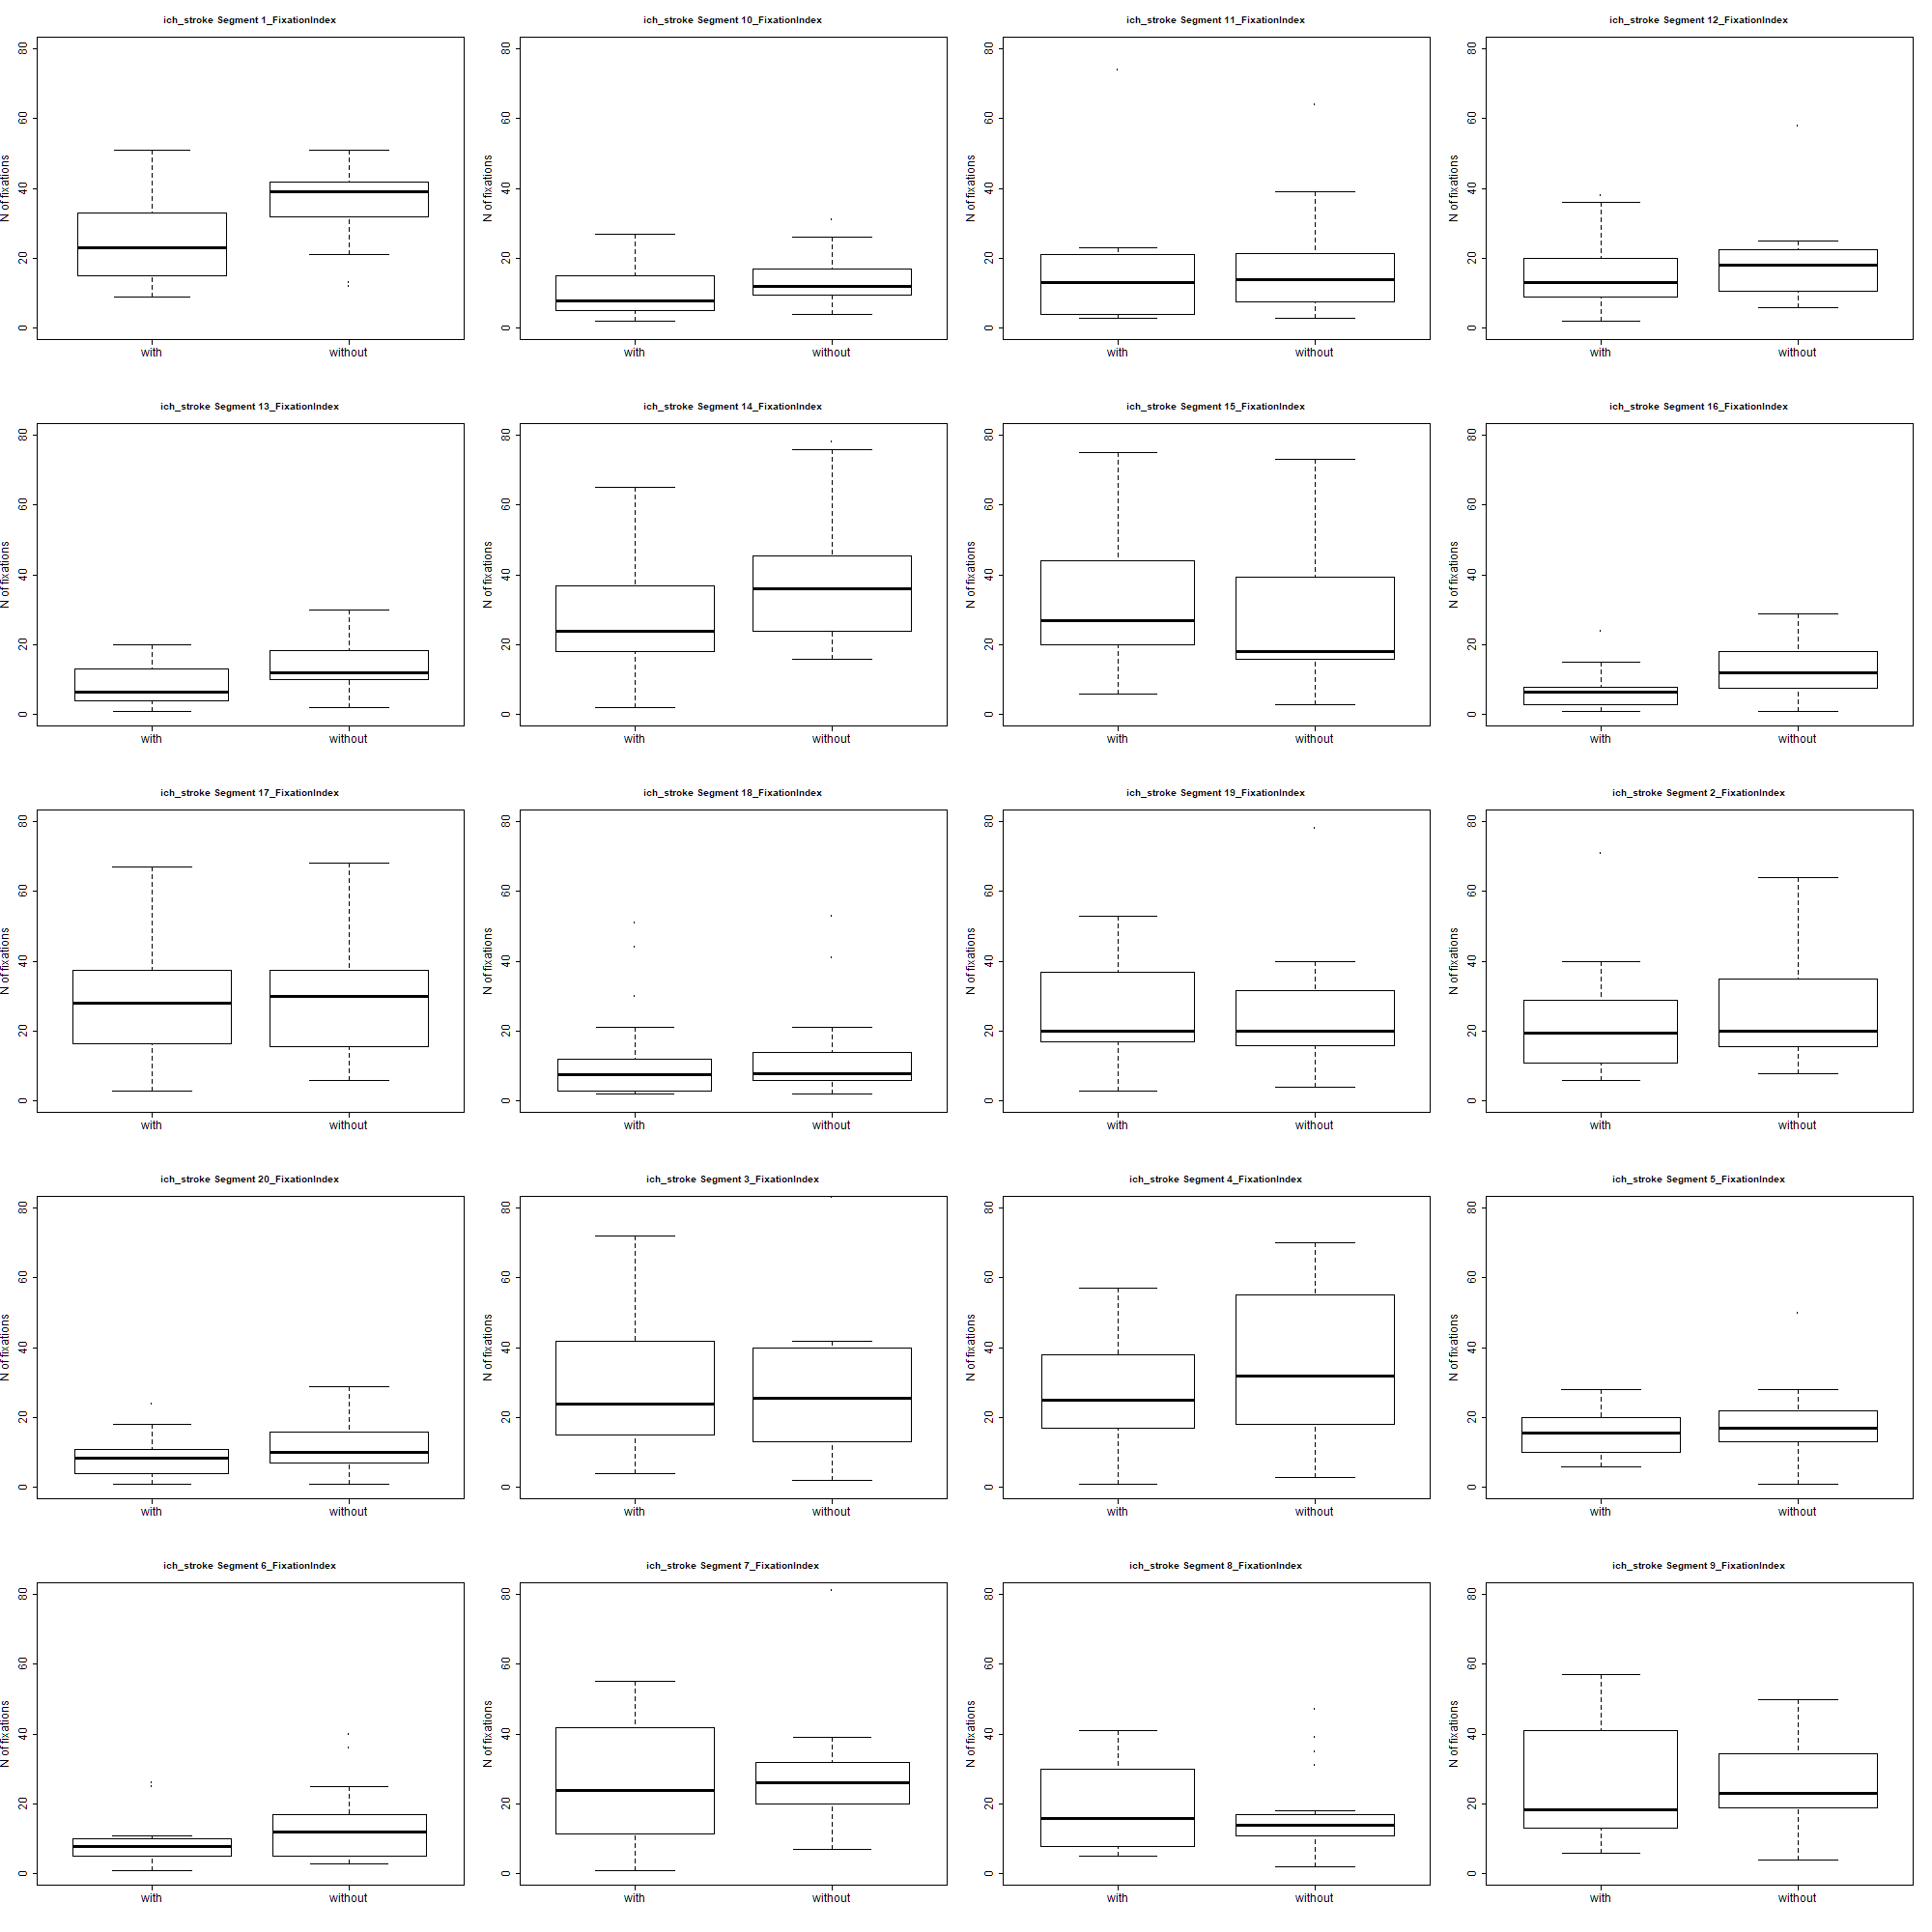 ich_stroke Segment 1_FixationIndex
N of fixations
80
60
40
20
0
with without
ich_stroke Segment 10_FixationIndex
N of fixations
80
60
40
20
0
with without
ich_stroke Segment 11_FixationIndex
N of fixations
80
60
40
20
0
with without
ich_stroke Segment 12_FixationIndex
N of fixations
80
60
40
20
0
with without
ich_stroke Segment 13_FixationIndex
N of fixations
80
60
40
20
0
with without
ich_stroke Segment 14_FixationIndex
N of fixations
80
60
40
20
0
with without
ich_stroke Segment 15_FixationIndex
N of fixations
80
60
40
20
0
with without
ich_stroke Segment 16_FixationIndex
N of fixations
80
60
40
20
0
with without
ich_stroke Segment 17_FixationIndex
N of fixations
80
60
40
20
0
with without
ich_stroke Segment 18_FixationIndex
N of fixations
80
60
40
20
0
with without
ich_stroke Segment 19_FixationIndex
N of fixations
80
60
40
20
0
with without
ich_stroke Segment 2_FixationIndex
N of fixations
80
60
40
20
0
with without
ich_stroke Segment 20_FixationIndex
N of fixations
80
60
40
20
0
with without
ich_stroke Segment 3_FixationIndex
N of fixations
80
60
40
20
0
with without
ich_stroke Segment 4_FixationIndex
N of fixations
80
60
40
20
0
with without
ich_stroke Segment 5_FixationIndex
N of fixations
80
60
40
20
0
with without
ich_stroke Segment 6_FixationIndex
N of fixations
80
60
40
20
0
with without
ich_stroke Segment 7_FixationIndex
N of fixations
80
60
40
20
0
with without
ich_stroke Segment 8_FixationIndex
N of fixations
80
60
40
20
0
with without
ich_stroke Segment 9_FixationIndex
N of fixations
80
60
40
20
0
with without